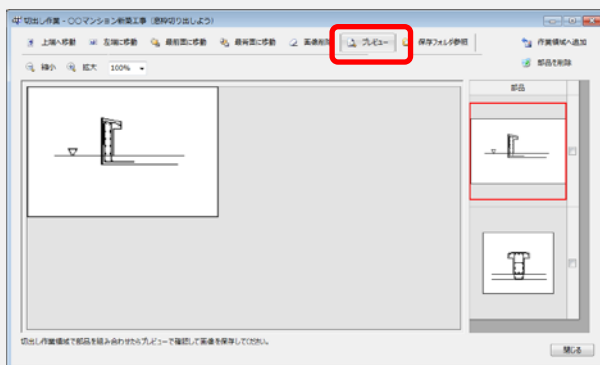 切出し作業 - 〇〇マンション新築工事 (窓枠切り出しよう)
上端へ移動 左端に移動 最前面に移動 最背面に移動 画像削除 プレビュー 保存フォルダ参照 作業領域へ追加
縮小 拡大 100% 部品を削除
部品
切出し作業領域で部品を組み合わせたらプレビューで確認して画像を保存してください。
閉じる